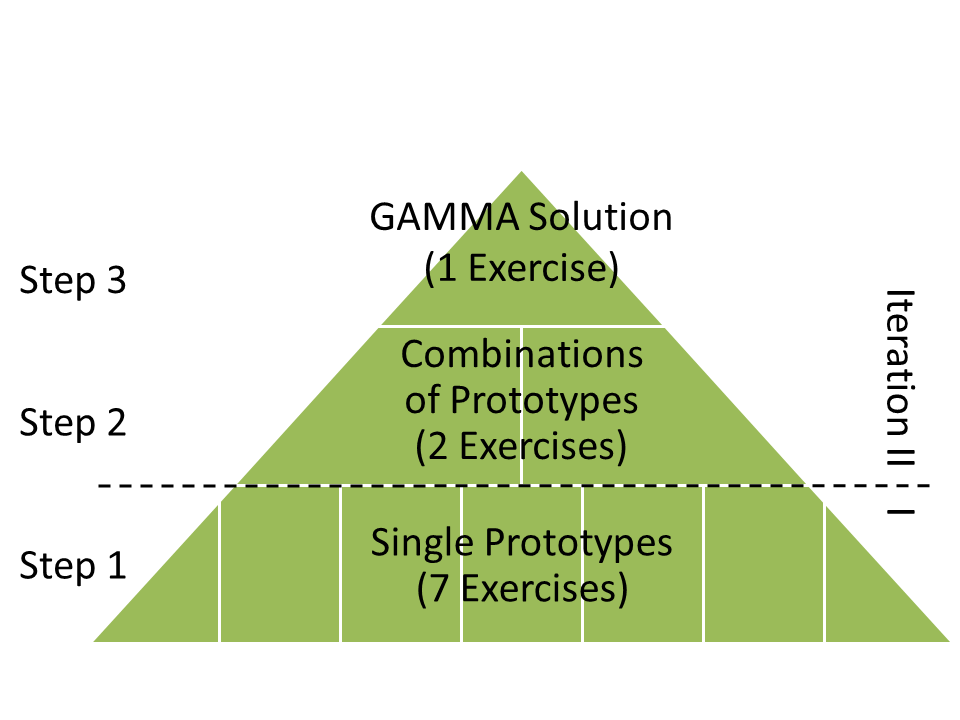 GAMMA Solution
(1 Exercise)
Step 3
Combinations
of Prototypes
(2 Exercises)
Step 2
Iteration II
I
Single Prototypes
(7 Exercises)
Step 1